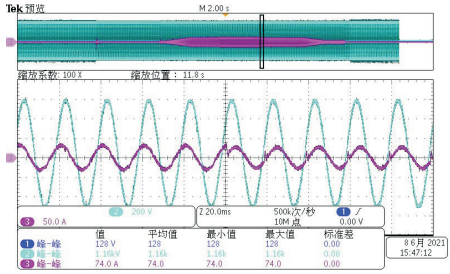 Tek 预览 M 2.00 s
缩放系数: 100 X 缩放位置: 11.8 s
2 200 V
3 50.0 A
Z 20.0ms 500k次/秒 1 ∫
10M 点 0.00 V
值 平均值 最小值 最大值 标准差
1 峰-峰 128 V 128 128 128 0.00
2 峰-峰 1.16kV 1.16k 1.16k 1.16k 0.00
3 峰-峰 74.0 A 74.0 74.0 74.0 0.00
8 6月 2021
15:47:12